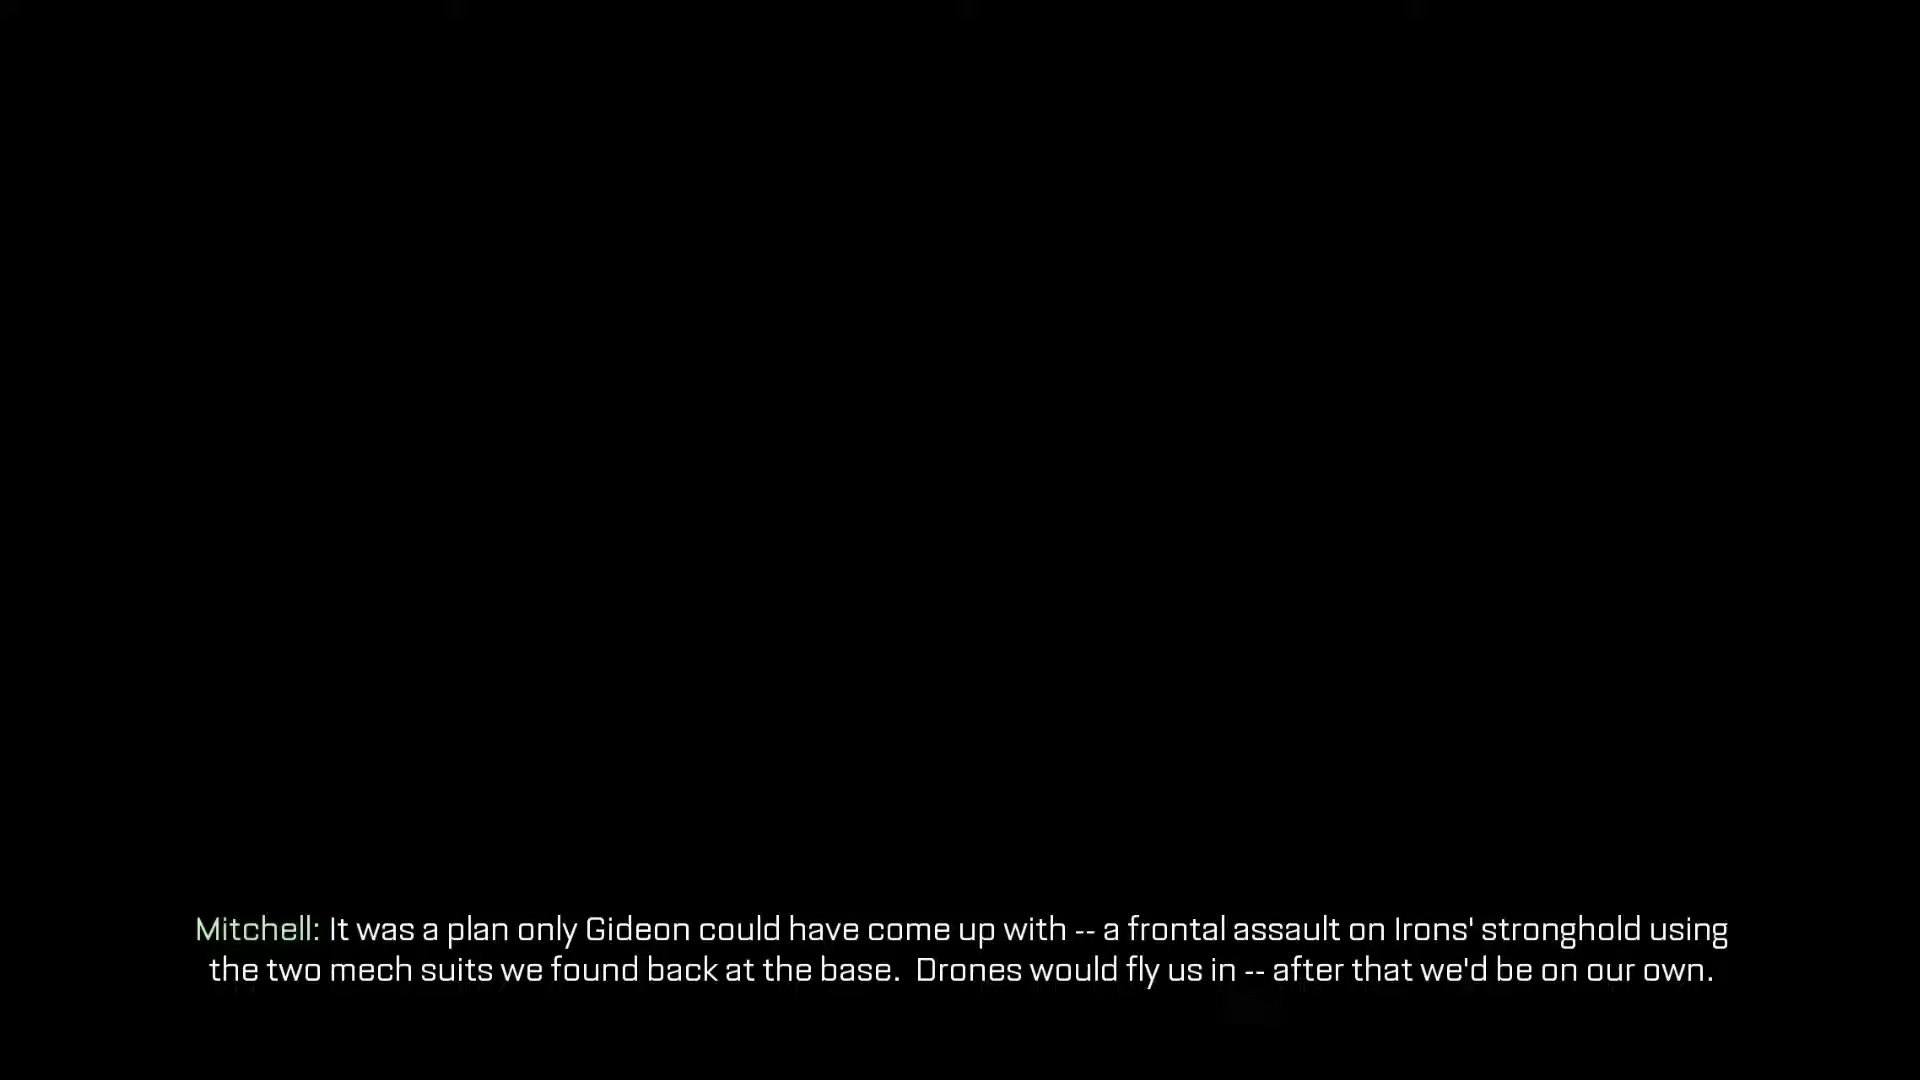 Mitchell: It was a plan only Gideon could have come up with -- a frontal assault on Irons' stronghold using
the two mech suits we found back at the base.  Drones would fly us in -- after that we'd be on our own.